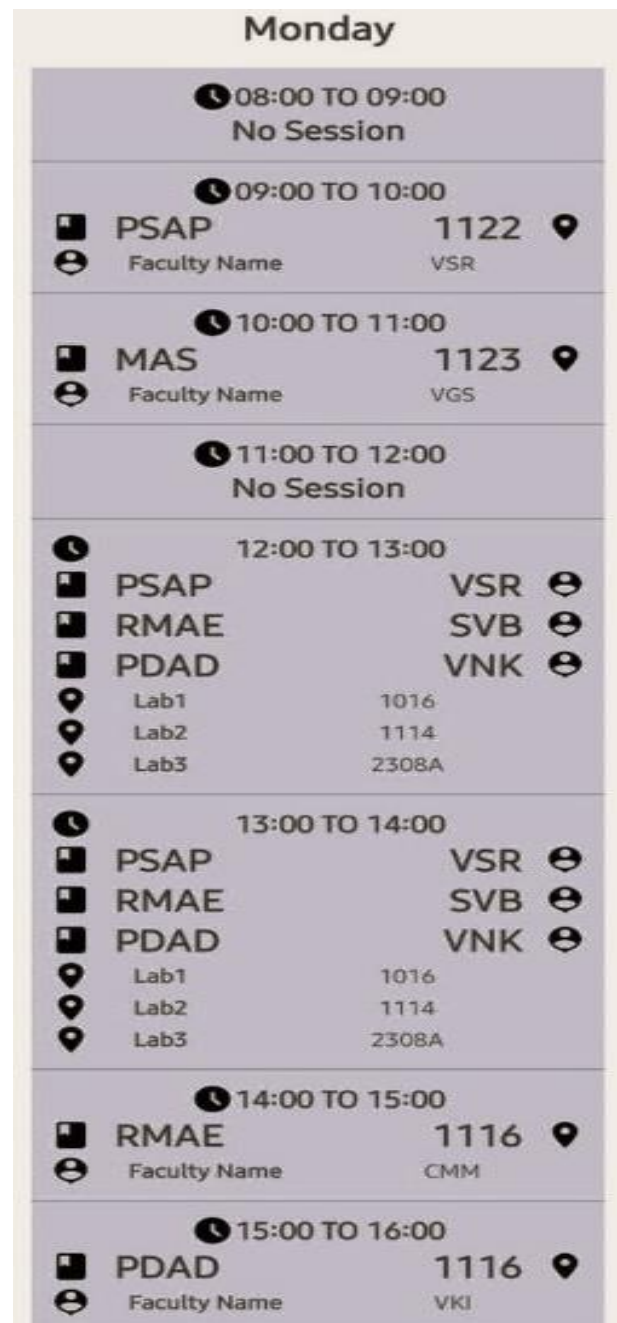 Monday
08:00 TO 09:00
No Session
09:00 TO 10:00
PSAP 1122
Faculty Name VSR
10:00 TO 11:00
MAS 1123
Faculty Name VGS
11:00 TO 12:00
No Session
12:00 TO 13:00
PSAP VSR
RMAE SVB
PDAD VNK
Lab1 1016
Lab2 1114
Lab3 2308A
13:00 TO 14:00
PSAP VSR
RMAE SVB
PDAD VNK
Lab1 1016
Lab2 1114
Lab3 2308A
14:00 TO 15:00
RMAE 1116
Faculty Name CMM
15:00 TO 16:00
PDAD 1116
Faculty Name VKI